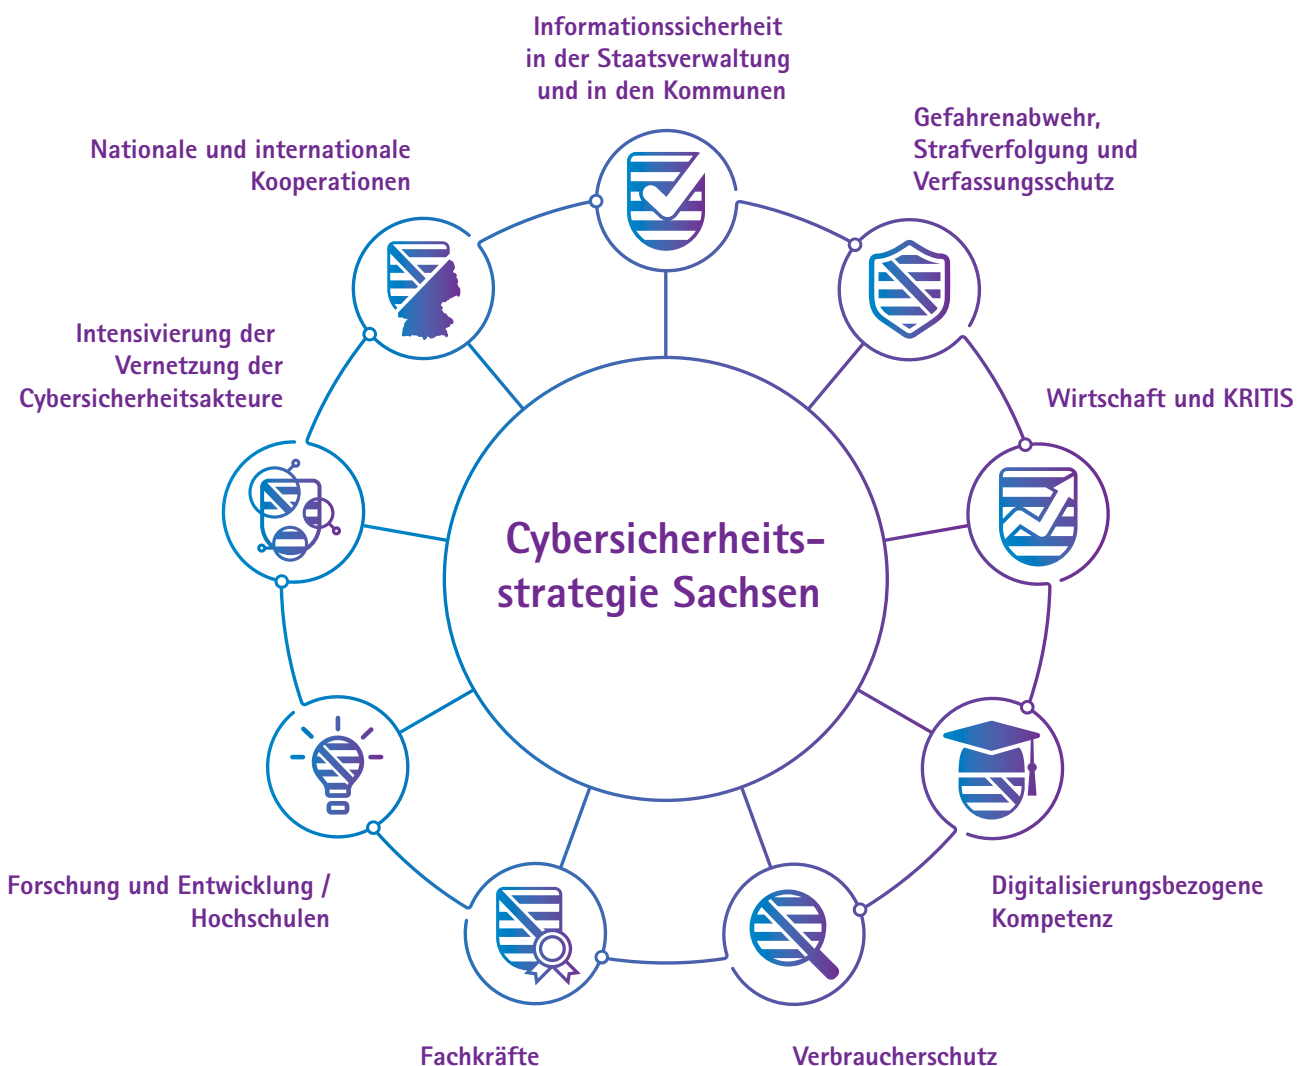 Informationssicherheit
in der Staatsverwaltung
und in den Kommunen
Gefahrenabwehr,
Strafverfolgung und
Verfassungsschutz
Wirtschaft und KRITIS
Digitalisierungsbezogene
Kompetenz
Verbraucherschutz
Fachkräfte
Forschung und Entwicklung /
Hochschulen
Intensivierung der
Vernetzung der
Cybersicherheitsakteure
Nationale und internationale
Kooperationen
Cybersicherheits-
strategie Sachsen